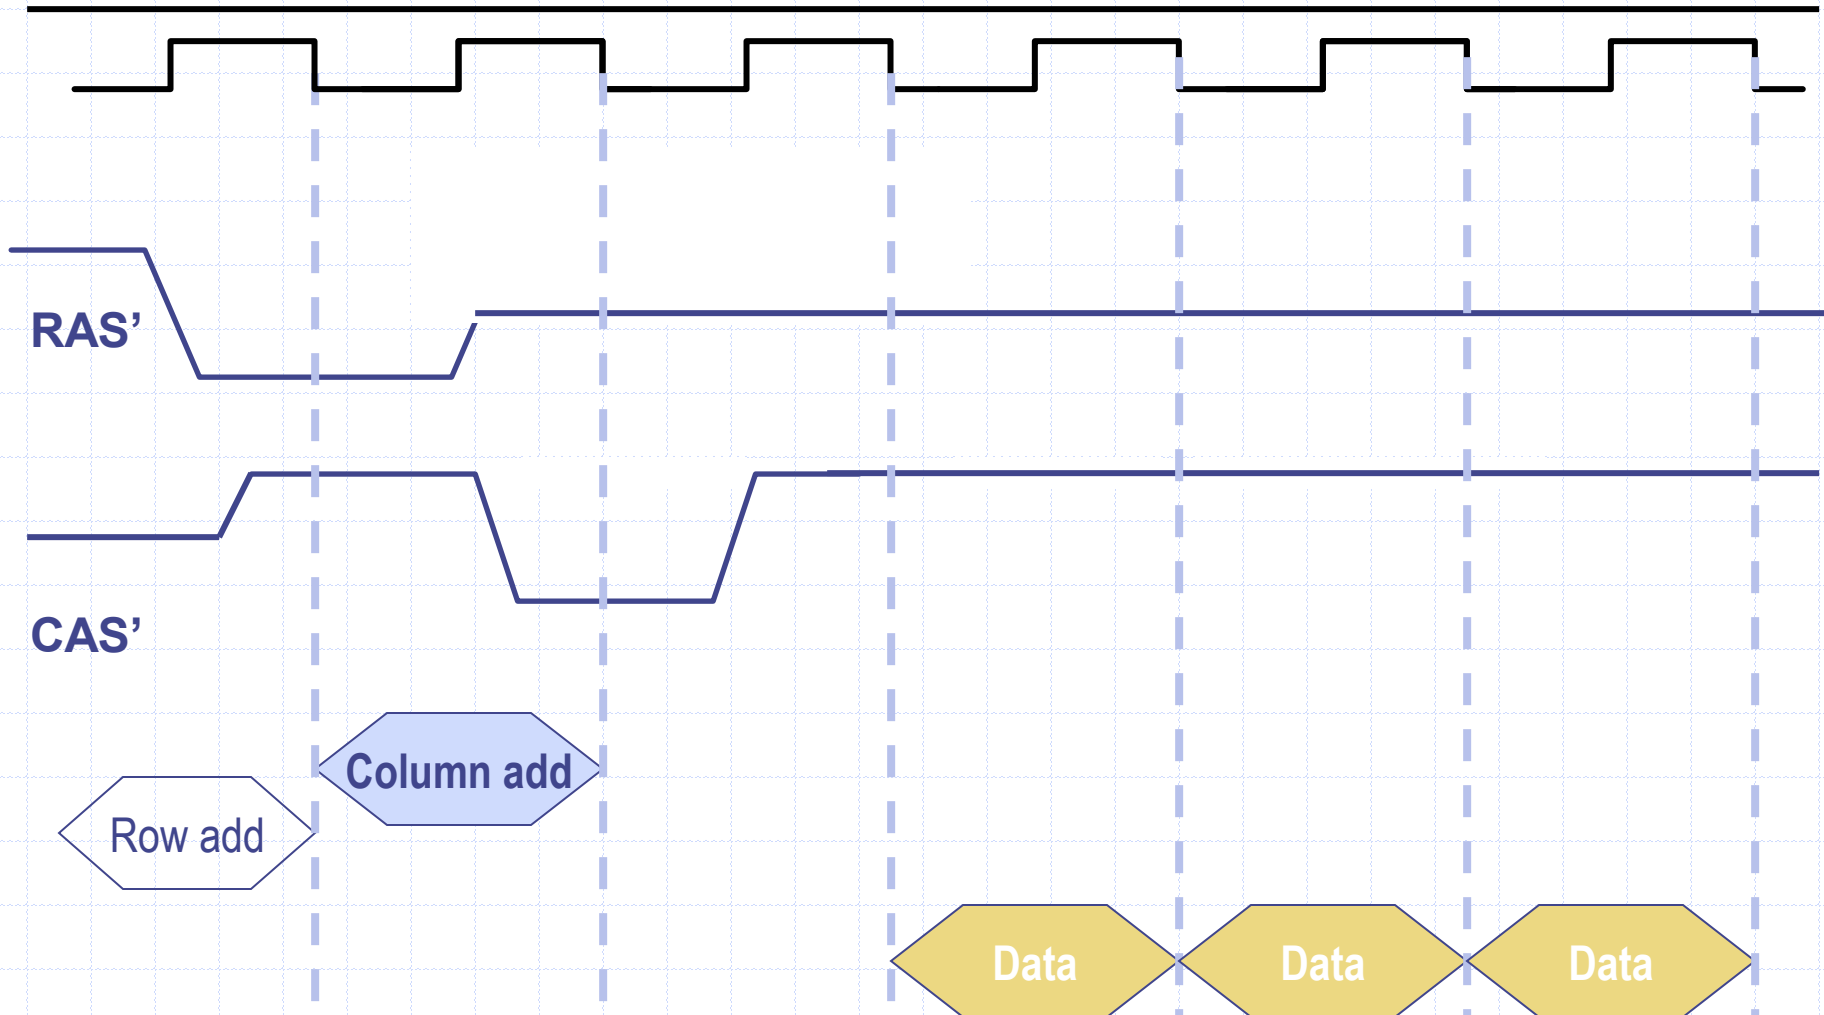 RAS’
CAS’
Column add
Row add
Data
Data
Data